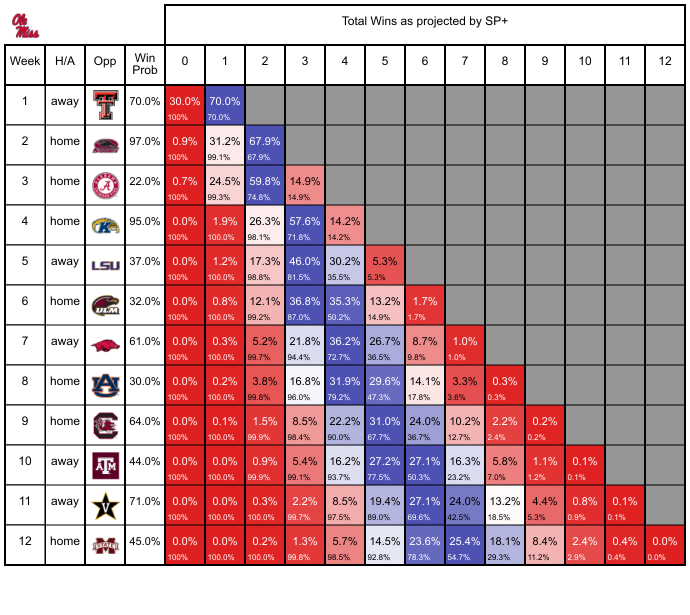 Ole Miss
Total Wins as projected by SP+
Week H/A Opp Win Prob 0 1 2 3 4 5 6 7 8 9 10 11 12
1 away T 70.0% 30.0% 70.0%
100% 70.0%
2 home 97.0% 0.9% 31.2% 67.9%
100% 99.1% 67.9%
3 home A 22.0% 0.7% 24.5% 59.8% 14.9%
100% 99.3% 74.8% 14.9%
4 home K 95.0% 0.0% 1.9% 26.3% 57.6% 14.2%
100% 100.0% 98.1% 71.8% 14.2%
5 away LSU 37.0% 0.0% 1.2% 17.3% 46.0% 30.2% 5.3%
100% 100.0% 98.8% 81.5% 35.5% 5.3%
6 home ULM 32.0% 0.0% 0.8% 12.1% 36.8% 35.3% 13.2% 1.7%
100% 100.0% 99.2% 87.0% 50.2% 14.9% 1.7%
7 away 61.0% 0.0% 0.3% 5.2% 21.8% 36.2% 26.7% 8.7% 1.0%
100% 100.0% 99.7% 94.4% 72.7% 36.5% 9.8% 1.0%
8 home AU 30.0% 0.0% 0.2% 3.8% 16.8% 31.9% 29.6% 14.1% 3.3% 0.3%
100% 100.0% 99.8% 96.0% 79.2% 47.3% 17.8% 3.6% 0.3%
9 home C 64.0% 0.0% 0.1% 1.5% 8.5% 22.2% 31.0% 24.0% 10.2% 2.2% 0.2%
100% 100.0% 99.9% 98.4% 90.0% 67.7% 36.7% 12.7% 2.4% 0.2%
10 away ATM 44.0% 0.0% 0.0% 0.9% 5.4% 16.2% 27.2% 27.1% 16.3% 5.8% 1.1% 0.1%
100% 100.0% 99.9% 99.1% 93.7% 77.5% 50.3% 23.2% 7.0% 1.2% 0.1%
11 away V 71.0% 0.0% 0.0% 0.3% 2.2% 8.5% 19.4% 27.1% 24.0% 13.2% 4.4% 0.8% 0.1%
100% 100.0% 100.0% 99.7% 97.5% 89.0% 69.6% 42.5% 18.5% 5.3% 0.9% 0.1%
12 home M STATE 45.0% 0.0% 0.0% 0.2% 1.3% 5.7% 14.5% 23.6% 25.4% 18.1% 8.4% 2.4% 0.4% 0.0%
100% 100.0% 100.0% 99.8% 98.5% 92.8% 78.3% 54.7% 29.3% 11.2% 2.9% 0.4% 0.0%